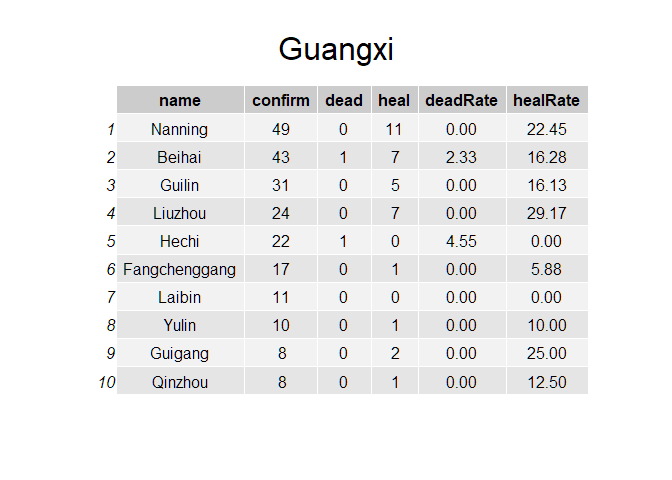 Guangxi
name confirm dead heal deadRate healRate
1 Nanning 49 0 11 0.00 22.45
2 Beihai 43 1 7 2.33 16.28
3 Guilin 31 0 5 0.00 16.13
4 Liuzhou 24 0 7 0.00 29.17
5 Hechi 22 1 0 4.55 0.00
6 Fangchenggang 17 0 1 0.00 5.88
7 Laibin 11 0 0 0.00 0.00
8 Yulin 10 0 1 0.00 10.00
9 Guigang 8 0 2 0.00 25.00
10 Qinzhou 8 0 1 0.00 12.50